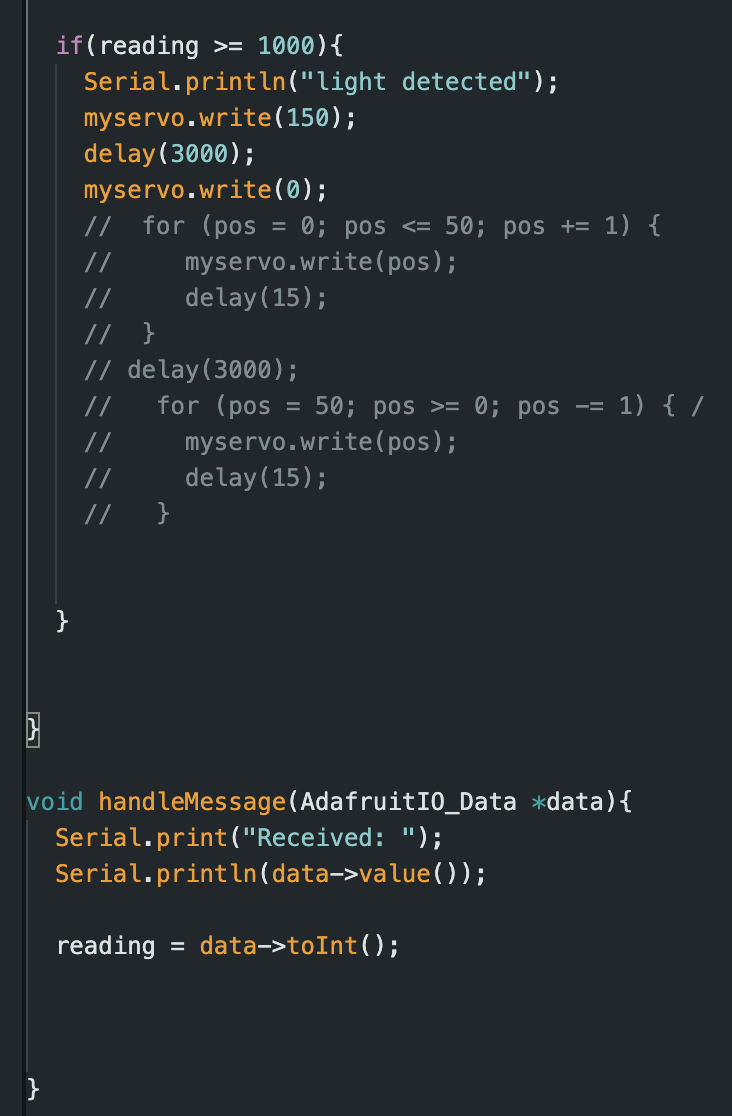 if(reading >= 1000){
Serial.println("light detected");
myservo.write(150);
delay(3000);
myservo.write(0);
//  for (pos = 0; pos <= 50; pos += 1) {
//     myservo.write(pos);
//     delay(15);
//  }
// delay(3000);
//   for (pos = 50; pos >= 0; pos -= 1) { /
//     myservo.write(pos);
//     delay(15);
//   }
}
}
void handleMessage(AdafruitIO_Data *data){
Serial.print("Received: ");
Serial.println(data->value());
reading = data->toInt();
}